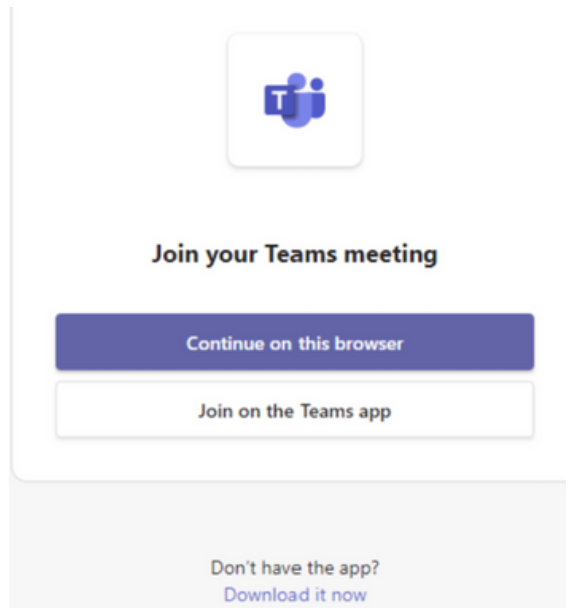 T
Join your Teams meeting
Continue on this browser
Join on the Teams app
Don't have the app?
Download it now